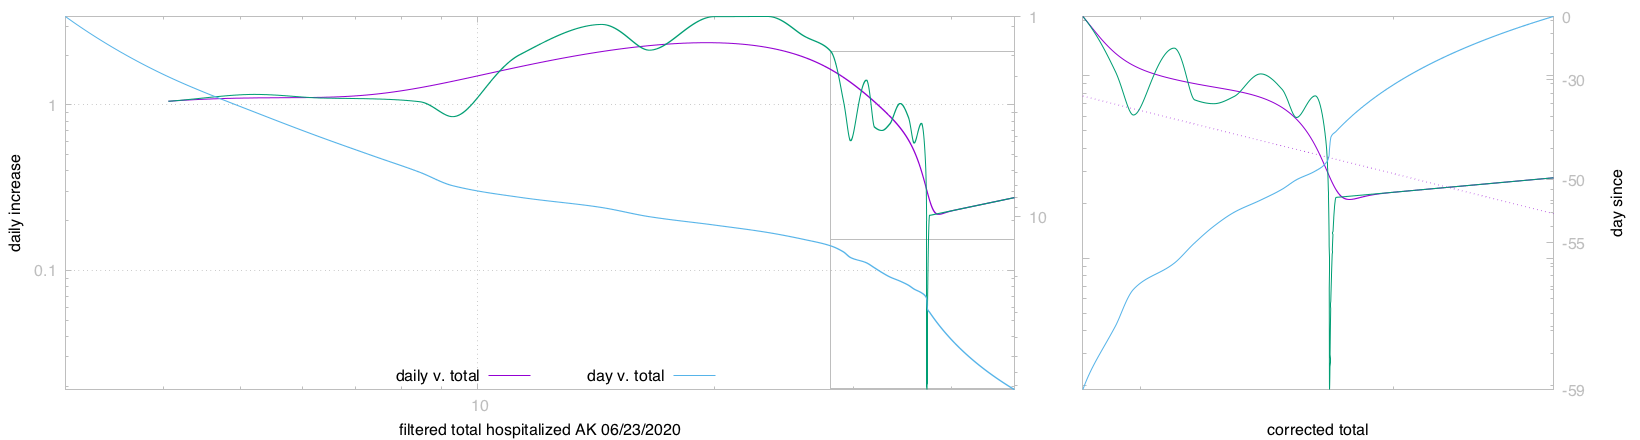 1
0
1
-30
daily increase
-50
day since
10
-55
0.1
daily v. total
day v. total
-59
10
filtered total hospitalized AK 06/23/2020
corrected total